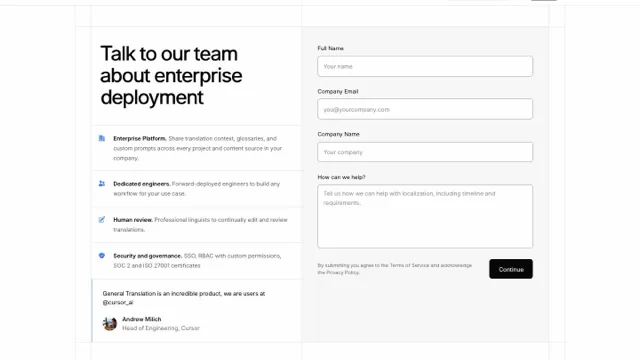 Talk to our team
about enterprise
deployment
Enterprise Platform. Share translation context, glossaries, and
custom prompts across every project and content source in your
company.
Dedicated engineers. Forward-deployed engineers to build any
workflow for your use case.
Human review. Professional linguists to continually edit and review
translations.
Security and governance. SSO, RBAC with custom permissions,
SOC 2 and ISO 27001 certificates
General Translation is an incredible product, we are users at
@cursor_ai
Andrew Milich
Head of Engineering, Cursor
Full Name
Your name
Company Email
you@yourcompany.com
Company Name
Your company
How can we help?
Tell us how we can help with localization, including timeline and
requirements.
By submitting you agree to the Terms of Service and acknowledge
the Privacy Policy.
Continue